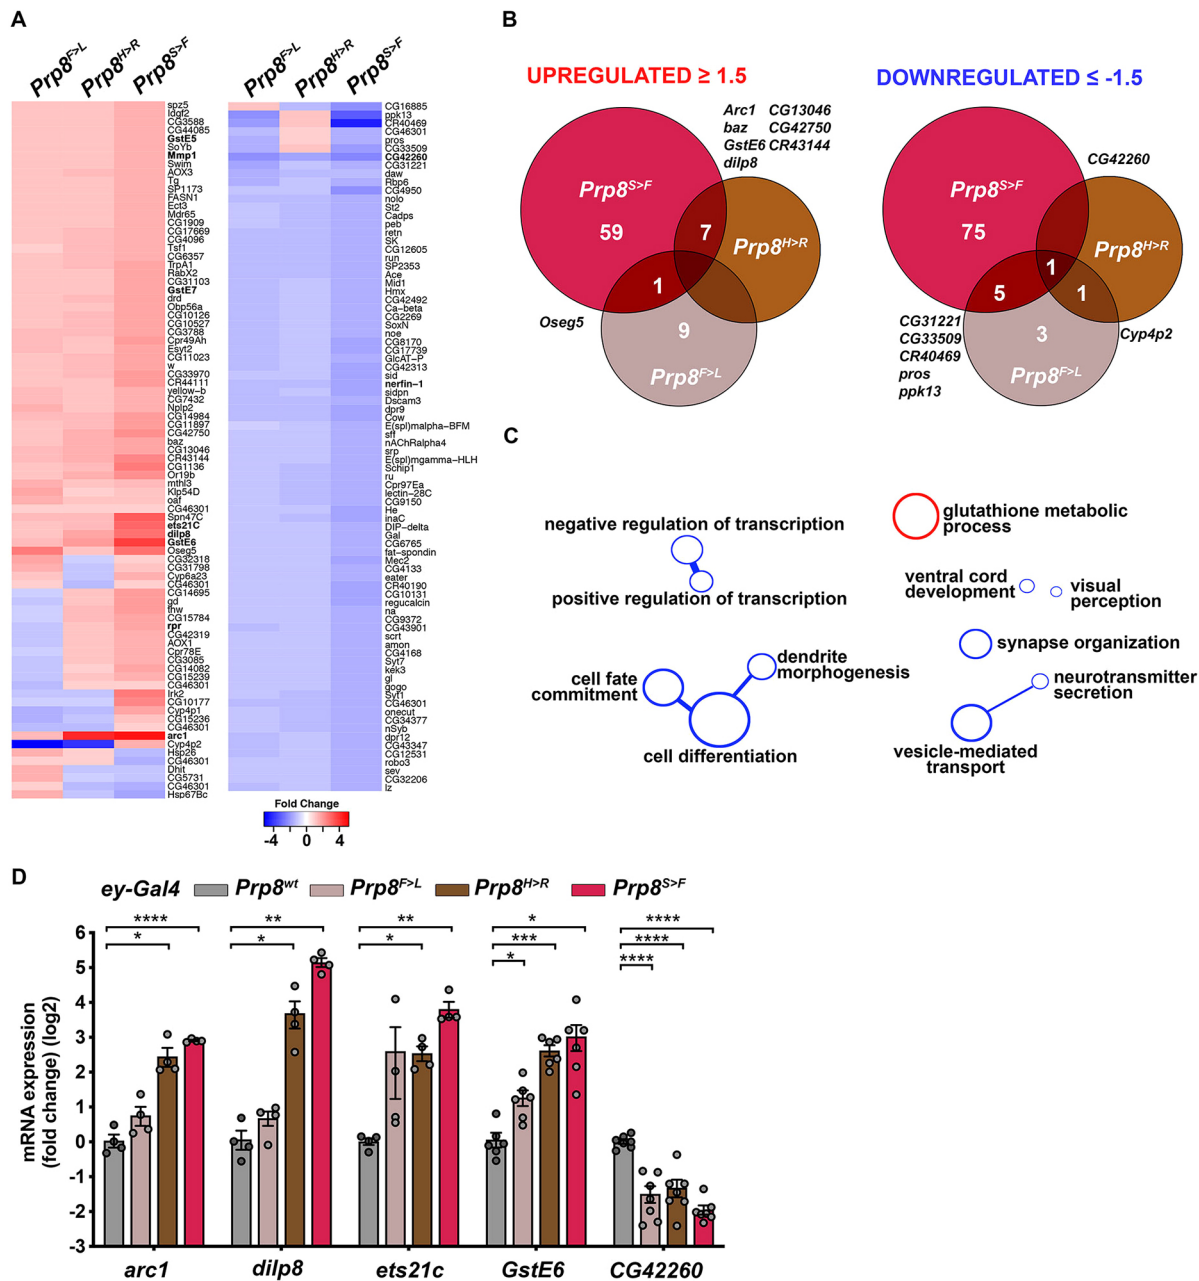 A
Prp8F>L
Prp8H>R
Prp8S>F
spz5
Idgf2
CG3588
CG44085
GstE5
SoYb
Mmp1
Swim
AOX3
Tg
SP1173
FASN1
Ect3
Mdr65
CG1909
CG17669
CG4096
Tsf1
CG6357
TrpA1
RabX2
CG31103
GstE7
drd
Obp56a
CG10126
CG10527
CG3788
Cpr49Ah
Esyt2
CG11023
w
CG33970
CR44111
yellow-b
CG7432
Nplp2
CG14984
CG11897
CG42750
baz
CG13046
CR43144
CG1136
Or19b
mthl3
Klp54D
oaf
CG46301
Spn47C
ets21C
dilp8
GstE6
Oseg5
CG32318
CG31798
Cyp6a23
CG46301
CG14695
gd
thw
CG15784
rpr
CG42319
AOX1
Cpr78E
CG3085
CG14082
CG15239
CG46301
Irk2
CG10177
Cyp4p1
CG15236
CG46301
arc1
Cyp4p2
Hsp26
CG46301
Dhit
CG5731
CG46301
Hsp67Bc
Prp8F>L
Prp8H>R
Prp8S>F
CG16885
ppk13
CR40469
CG46301
pros
CG33509
CG42260
CG31221
daw
Rbp6
CG4950
nolo
St2
Cadps
peb
retn
SK
CG12605
run
SP2353
Ace
Mid1
Hmx
CG42492
Ca-beta
CG2269
SoxN
noe
CG8170
CG17739
GlcAT-P
CG42313
sid
nerfin-1
sidpn
Dscam3
dpr9
Cow
E(spl)malpha-BFM
sff
nAChRalpha4
srp
E(spl)mgamma-HLH
Schip1
ru
Cpr97Ea
lectin-28C
CG9150
He
inaC
DIP-delta
Gal
CG6765
fat-spondin
Mec2
CG4133
eater
CR40190
CG10131
regucalcin
na
CG9372
CG43901
scrt
amon
CG4168
Syt7
kek3
gl
gogo
Syt1
CG46301
onecut
CG34377
nSyb
dpr12
CG43347
CG12531
robo3
sev
CG32206
lz
Fold Change
-4 0 4
B
UPREGULATED ≥ 1.5
Arc1 CG13046
baz CG42750
GstE6 CR43144
dilp8
Prp8S>F
59
7
Prp8H>R
1
Oseg5
9
Prp8F>L
DOWNREGULATED ≤ -1.5
CG42260
Prp8S>F
75
Prp8H>R
1
5
1
CG31221
CG33509
CR40469
pros
ppk13
3
Cyp4p2
Prp8F>L
C
negative regulation of transcription
positive regulation of transcription
cell fate
commitment
dendrite
morphogenesis
cell differentiation
glutathione metabolic
process
ventral cord
development
visual
perception
synapse organization
neurotransmitter
secretion
vesicle-mediated
transport
D
ey-Gal4 Prp8wt Prp8F>L Prp8H>R Prp8S>F
mRNA expression
(fold change) (log2)
6
5
4
3
2
1
0
-1
-2
-3
****
*
**
*
**
*
*
***
*
****
****
****
arc1 dilp8 ets21c GstE6 CG42260